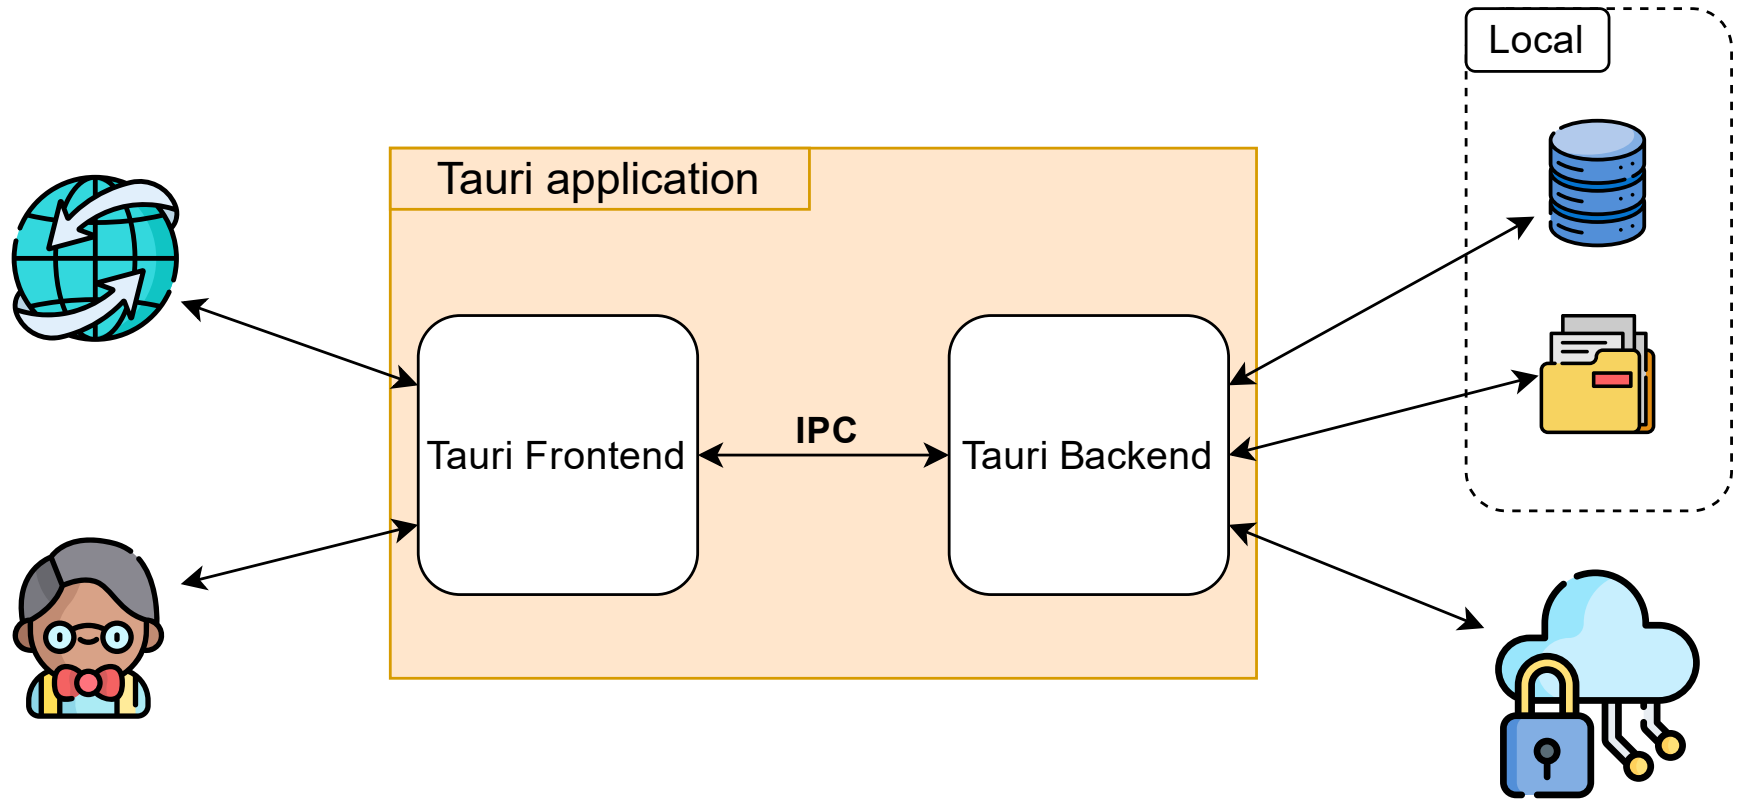 Local
Tauri application
IPC
Tauri Frontend
Tauri Backend